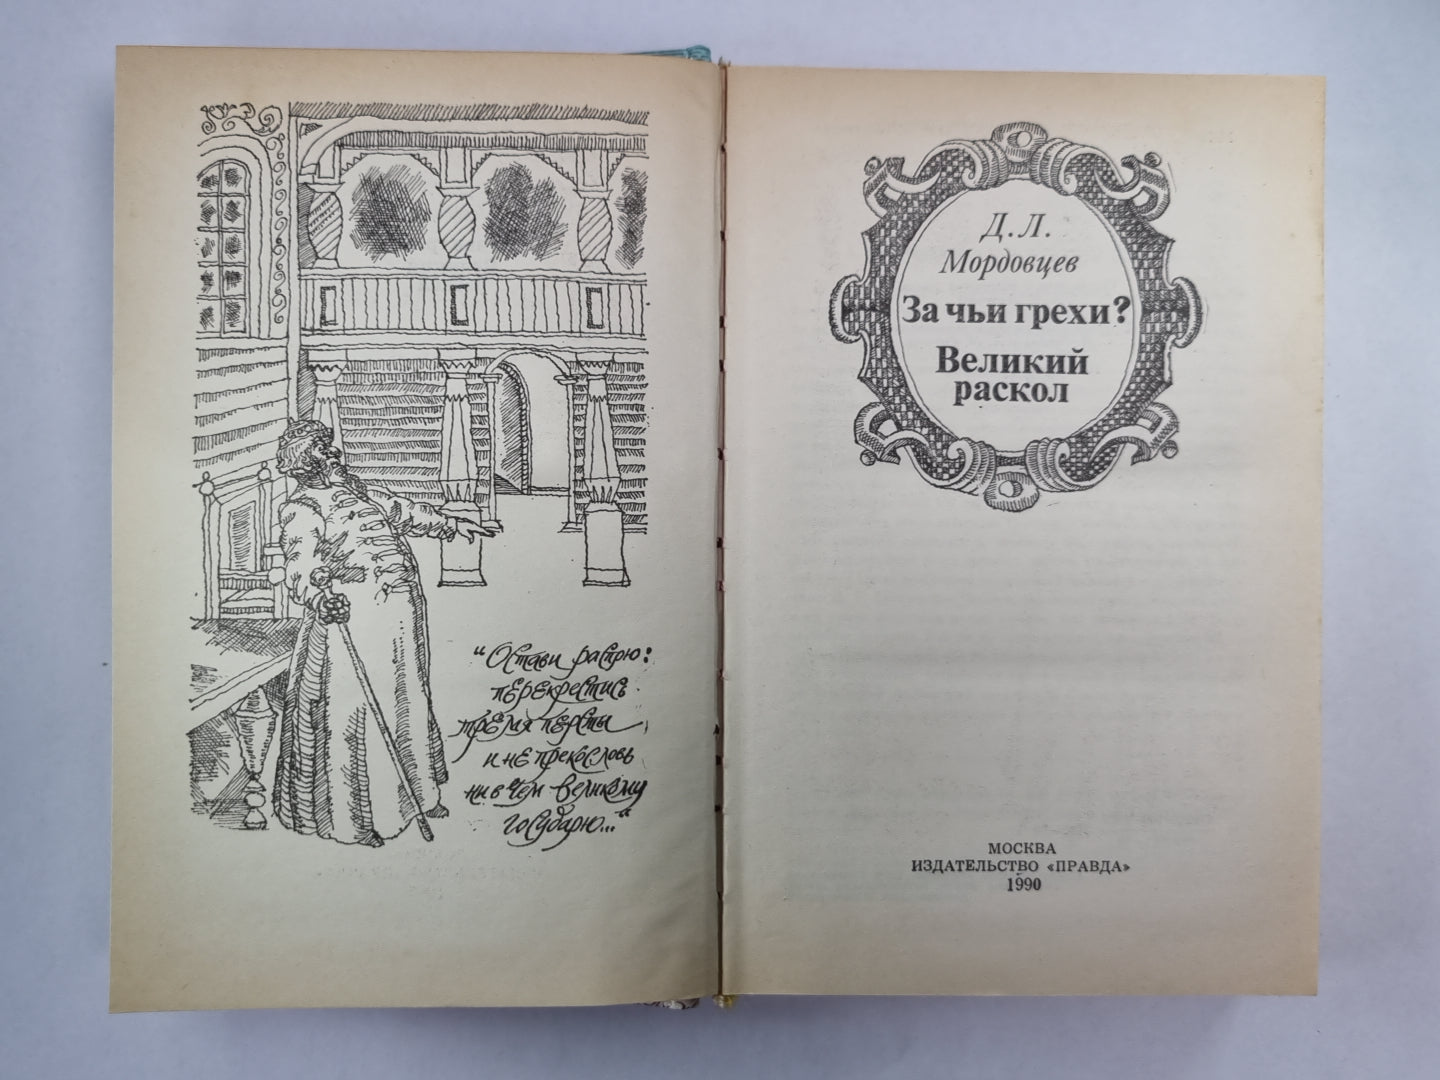 "Остави распрю:
перекрестись
тремя персты
и не прекословь
ни в чем великому
государю..."
Д. Л.
Мордовцев
За чьи грехи?
Великий
раскол
МОСКВА
ИЗДАТЕЛЬСТВО «ПРАВДА»
1990